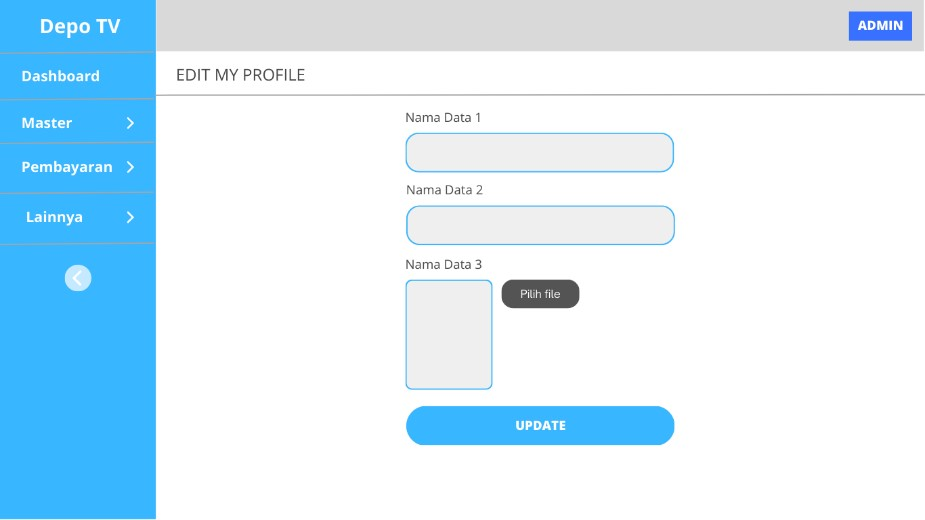 Depo TV
ADMIN
Dashboard
Master
Pembayaran
Lainnya
EDIT MY PROFILE
Nama Data 1
Nama Data 2
Nama Data 3
Pilih file
UPDATE